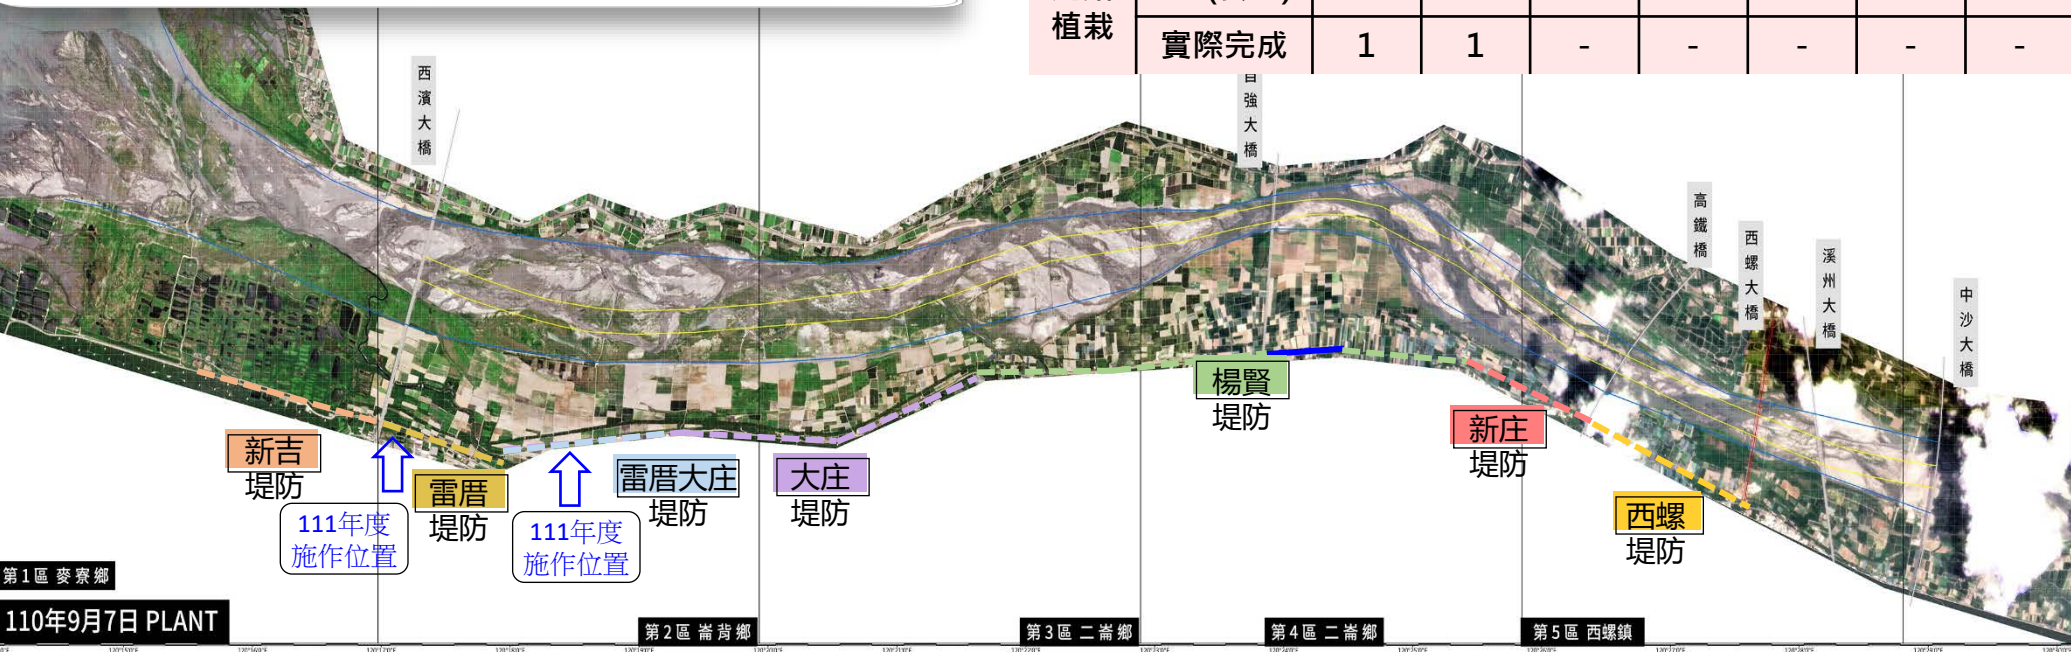 植栽
實際完成 1 1 - - - - -
西濱大橋
自強大橋
高鐵橋
西螺大橋
溪州大橋
中沙大橋
新吉
堤防
111年度
施作位置
雷厝
堤防
111年度
施作位置
雷厝大庄
堤防
大庄
堤防
楊賢
堤防
新庄
堤防
西螺
堤防
第1區 麥寮鄉
110年9月7日 PLANT
第2區 崙背鄉
第3區 二崙鄉
第4區 二崙鄉
第5區 西螺鎮